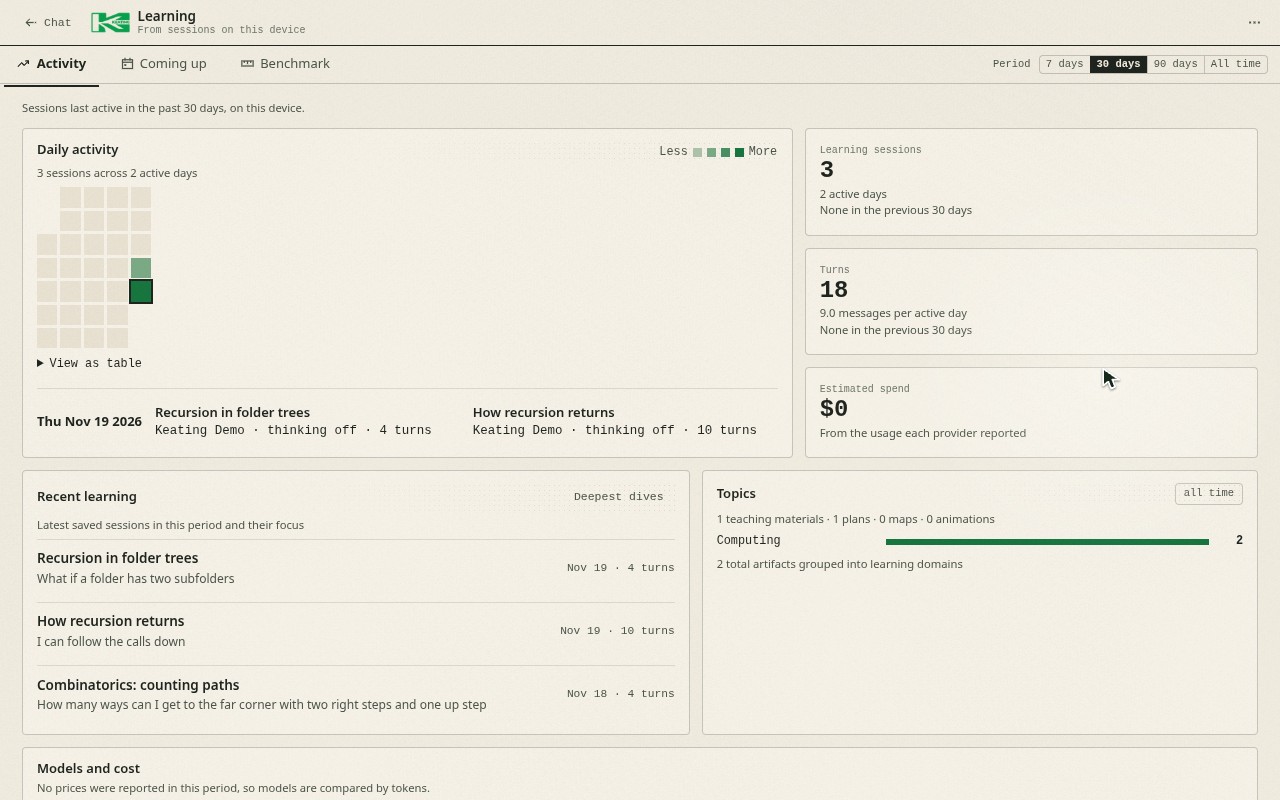 Chat
Learning
From sessions on this device
Activity
Coming up
Benchmark
Period
7 days
30 days
90 days
All time
Sessions last active in the past 30 days, on this device.
Daily activity
Less
More
3 sessions across 2 active days
View as table
Thu Nov 19 2026
Recursion in folder trees
Keating Demo · thinking off · 4 turns
How recursion returns
Keating Demo · thinking off · 10 turns
Learning sessions
3
2 active days
None in the previous 30 days
Turns
18
9.0 messages per active day
None in the previous 30 days
Estimated spend
$0
From the usage each provider reported
Recent learning
Deepest dives
Latest saved sessions in this period and their focus
Recursion in folder trees
What if a folder has two subfolders
Nov 19 · 4 turns
How recursion returns
I can follow the calls down
Nov 19 · 10 turns
Combinatorics: counting paths
How many ways can I get to the far corner with two right steps and one up step
Nov 18 · 4 turns
Topics
all time
1 teaching materials · 1 plans · 0 maps · 0 animations
Computing
2
2 total artifacts grouped into learning domains
Models and cost
No prices were reported in this period, so models are compared by tokens.